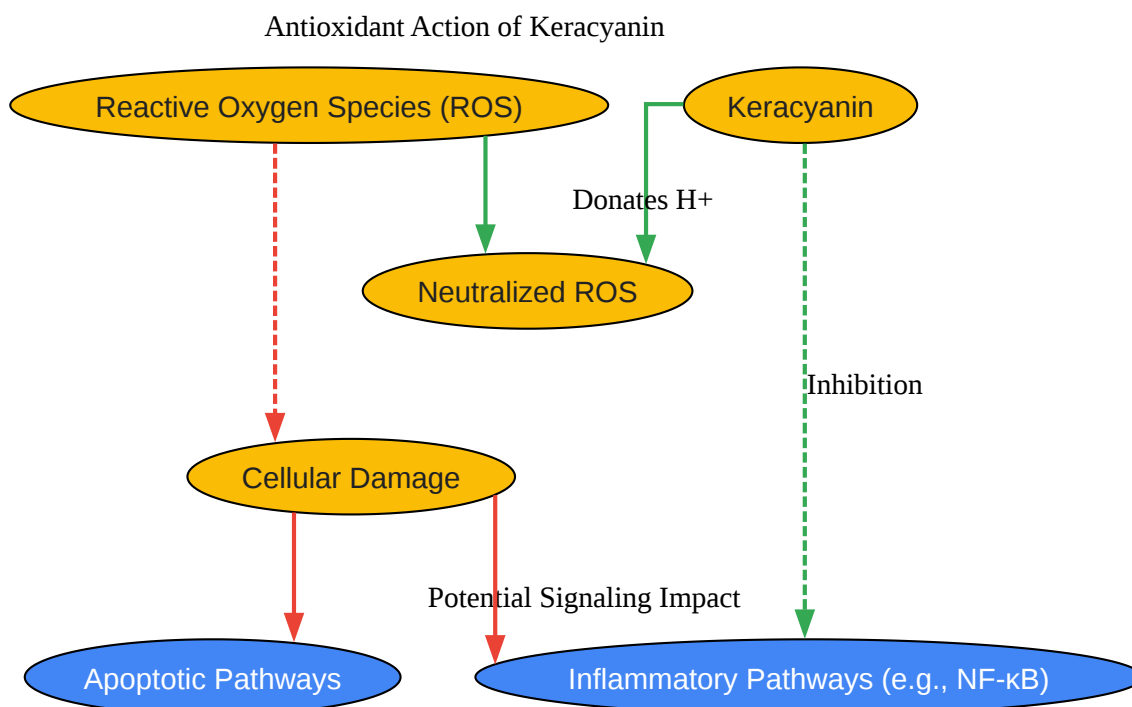 Antioxidant Action of Keracyanin
Reactive Oxygen Species (ROS)
Keracyanin
Donates H+
Neutralized ROS
Inhibition
Cellular Damage
Potential Signaling Impact
Apoptotic Pathways
Inflammatory Pathways (e.g., NF-κB)